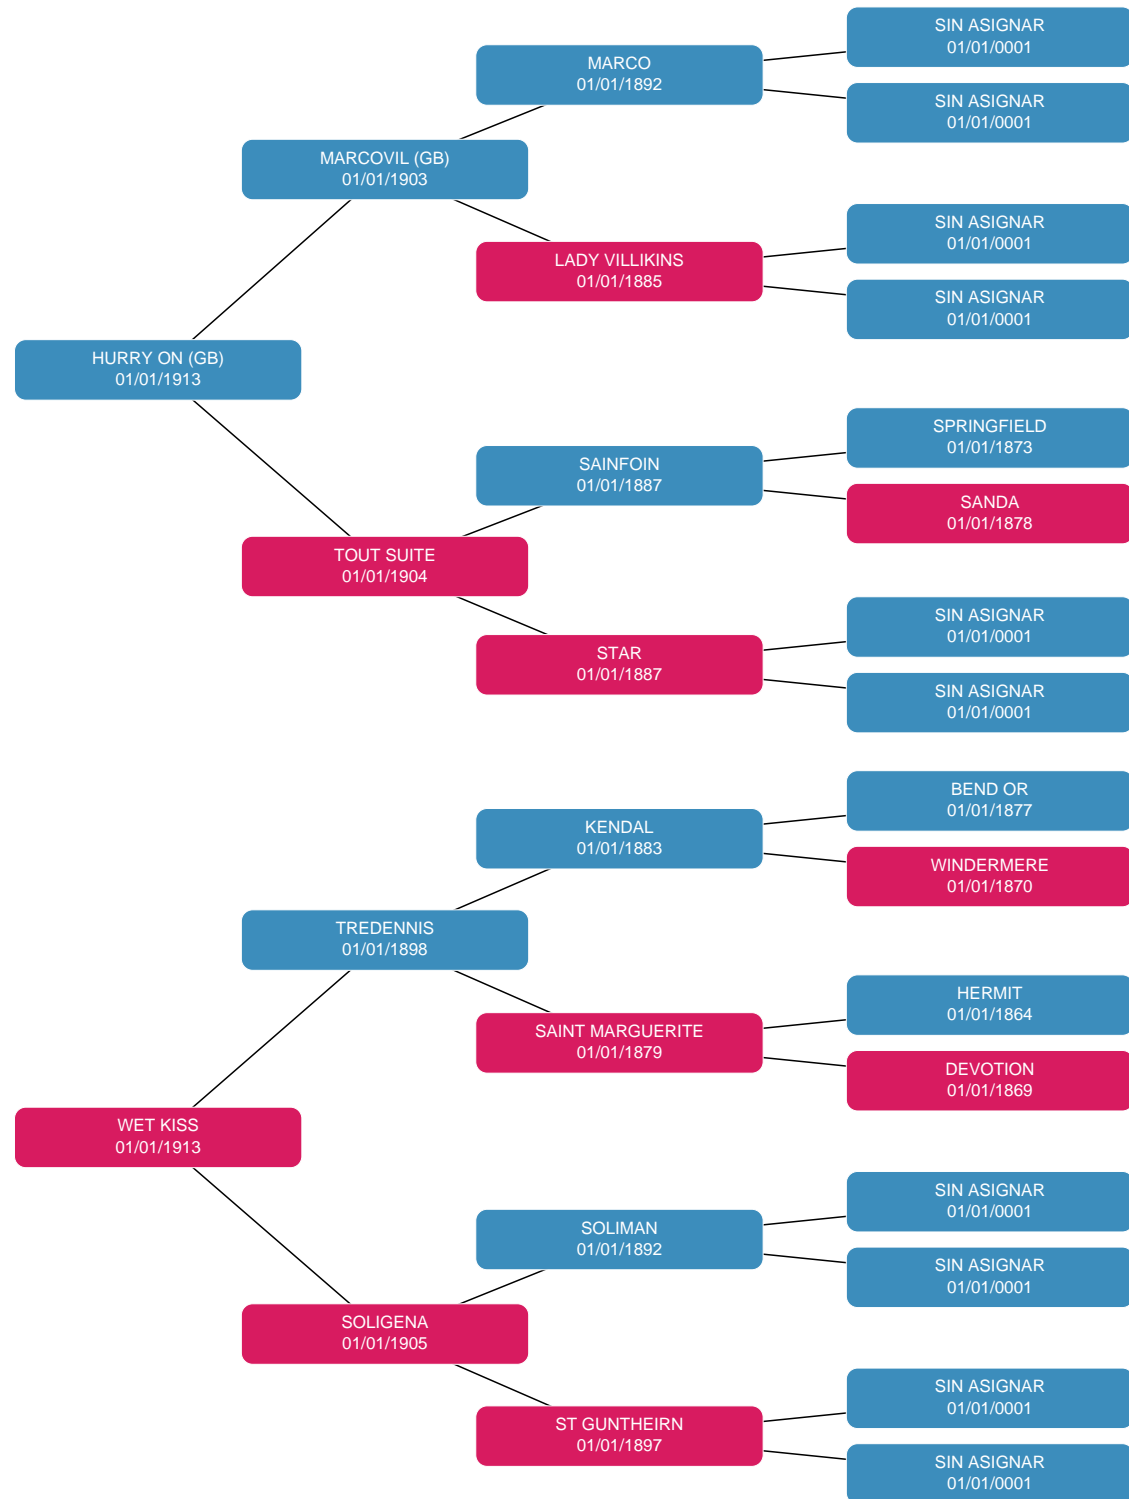 SIN ASIGNAR
01/01/0001
MARCO
01/01/1892
SIN ASIGNAR
01/01/0001
MARCOVIL (GB)
01/01/1903
SIN ASIGNAR
01/01/0001
LADY VILLIKINS
01/01/1885
SIN ASIGNAR
01/01/0001
HURRY ON (GB)
01/01/1913
SPRINGFIELD
01/01/1873
SAINFOIN
01/01/1887
SANDA
01/01/1878
TOUT SUITE
01/01/1904
SIN ASIGNAR
01/01/0001
STAR
01/01/1887
SIN ASIGNAR
01/01/0001
BEND OR
01/01/1877
KENDAL
01/01/1883
WINDERMERE
01/01/1870
TREDENNIS
01/01/1898
HERMIT
01/01/1864
SAINT MARGUERITE
01/01/1879
DEVOTION
01/01/1869
WET KISS
01/01/1913
SIN ASIGNAR
01/01/0001
SOLIMAN
01/01/1892
SIN ASIGNAR
01/01/0001
SOLIGENA
01/01/1905
SIN ASIGNAR
01/01/0001
ST GUNTHEIRN
01/01/1897
SIN ASIGNAR
01/01/0001